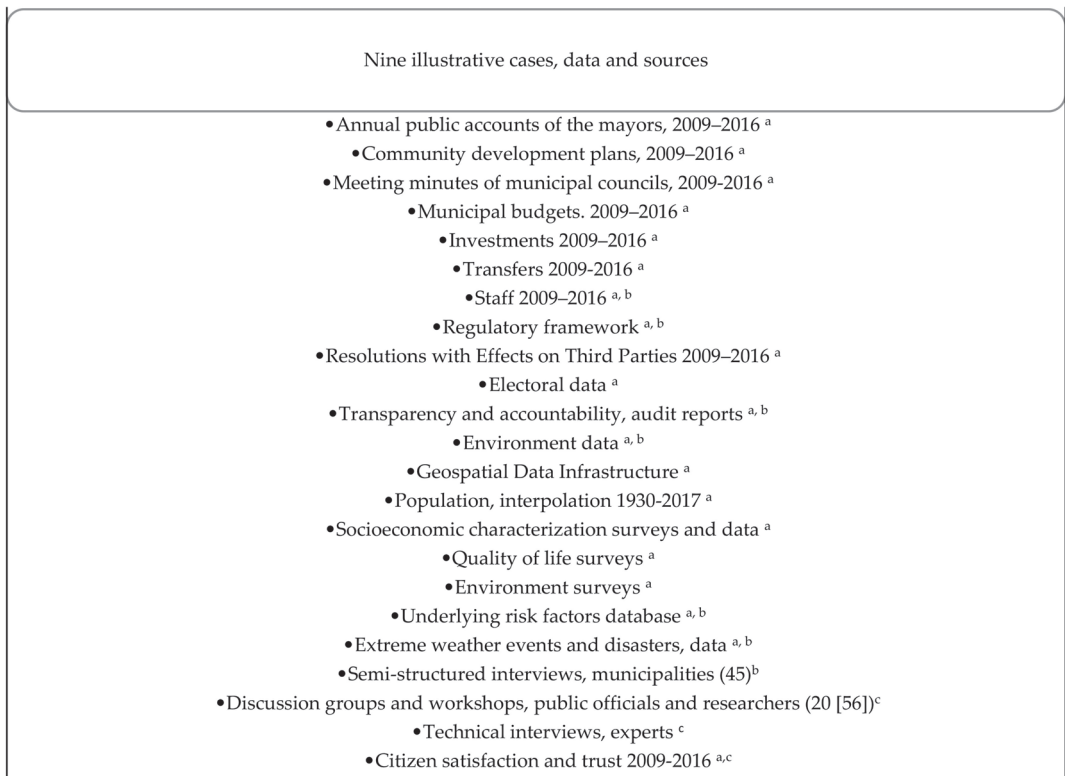 Nine illustrative cases, data and sources
•Annual public accounts of the mayors, 2009–2016 a
•Community development plans, 2009–2016 a
•Meeting minutes of municipal councils, 2009-2016 a
•Municipal budgets. 2009–2016 a
•Investments 2009–2016 a
•Transfers 2009-2016 a
•Staff 2009–2016 a, b
•Regulatory framework a, b
•Resolutions with Effects on Third Parties 2009–2016 a
•Electoral data a
•Transparency and accountability, audit reports a, b
•Environment data a, b
•Geospatial Data Infrastructure a
•Population, interpolation 1930-2017 a
•Socioeconomic characterization surveys and data a
•Quality of life surveys a
•Environment surveys a
•Underlying risk factors database a, b
•Extreme weather events and disasters, data a, b
•Semi-structured interviews, municipalities (45)b
•Discussion groups and workshops, public officials and researchers (20 [56])c
•Technical interviews, experts c
•Citizen satisfaction and trust 2009-2016 a,c